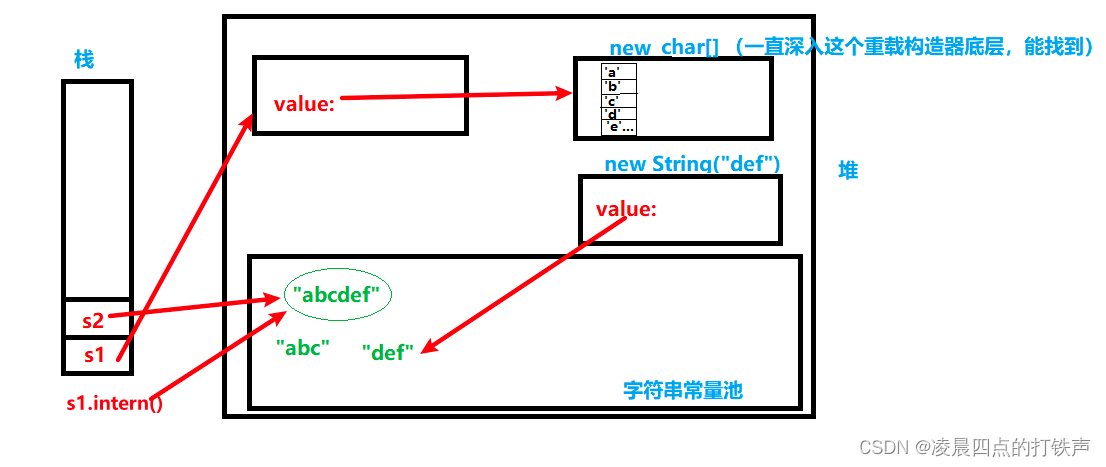 new char[] （一直深入这个重载构造器底层，能找到）
栈
value:
'a'
'b'
'c'
'd'
'e'...
new String("def")
堆
value:
"abcdef"
s2
"abc"
"def"
s1
字符串常量池
s1.intern()
CSDN @凌晨四点的打铁声